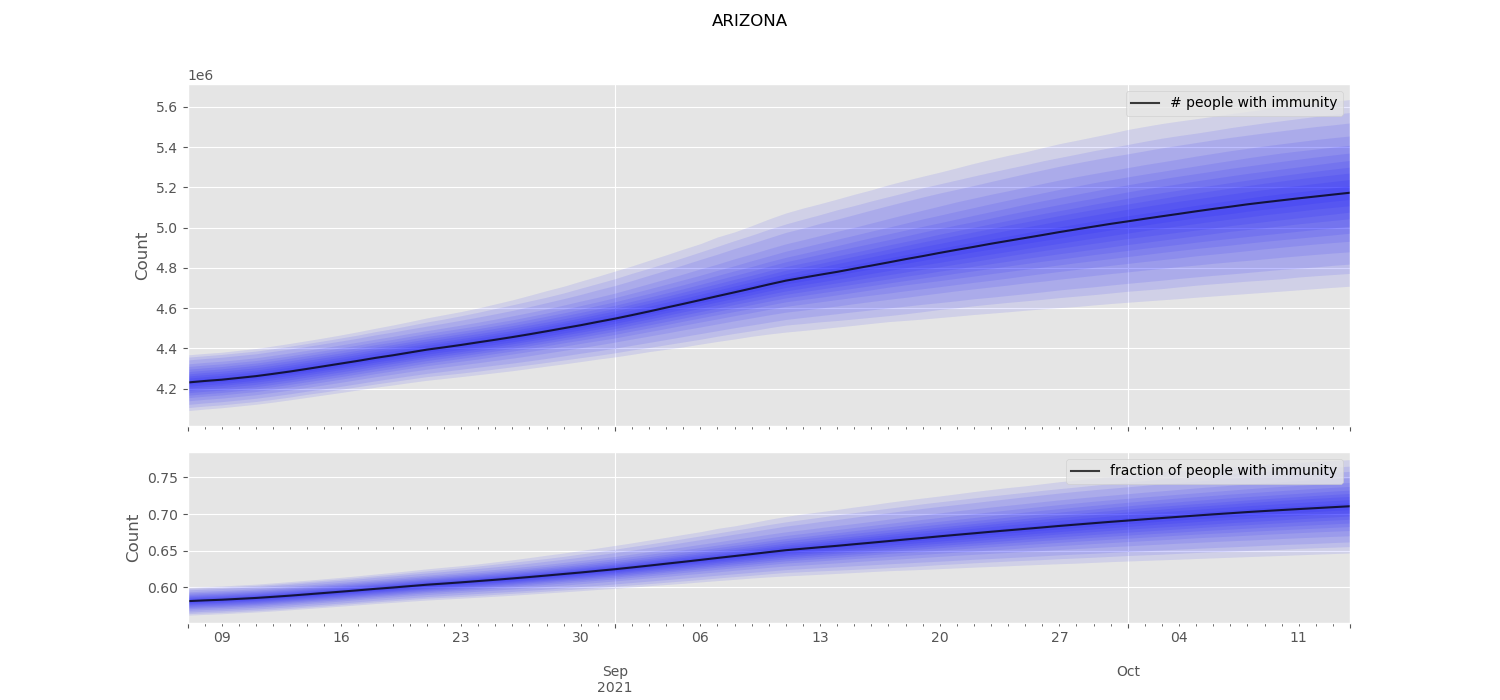 ARIZONA
1e6
# people with immunity
5.6
5.4
5.2
5.0
4.8
4.6
4.4
4.2
Count
fraction of people with immunity
0.75
0.70
0.65
0.60
Count
09 16 23 30 06 13 20 27 04 11
Sep Oct
2021